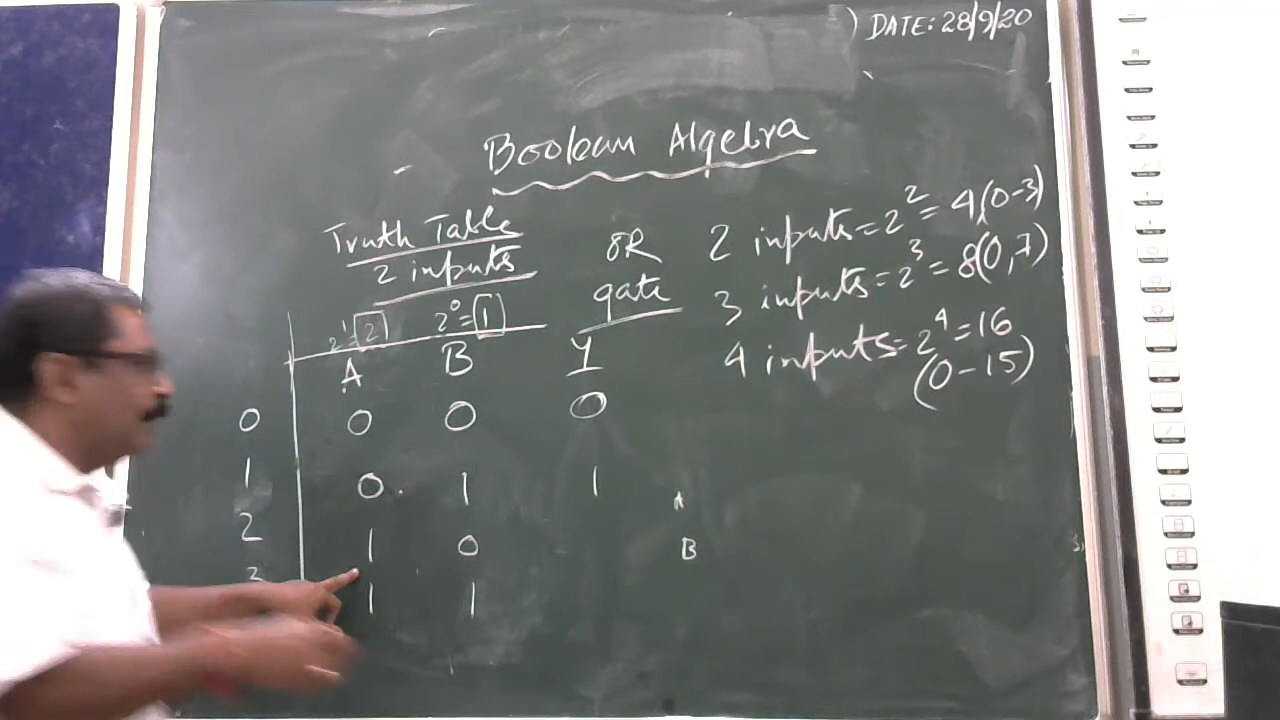 ) DATE: 28/9/20
Boolean Algebra
Truth Table
2 inputs
OR
gate
2 inputs = 2² = 4(0-3)
3 inputs = 2³ = 8(0,7)
4 inputs = 2⁴ = 16
(0-15)
2¹=2 2⁰=1
A B Y
0 0 0 0
1 0 1 1
2 1 0
3 1 1
A
B